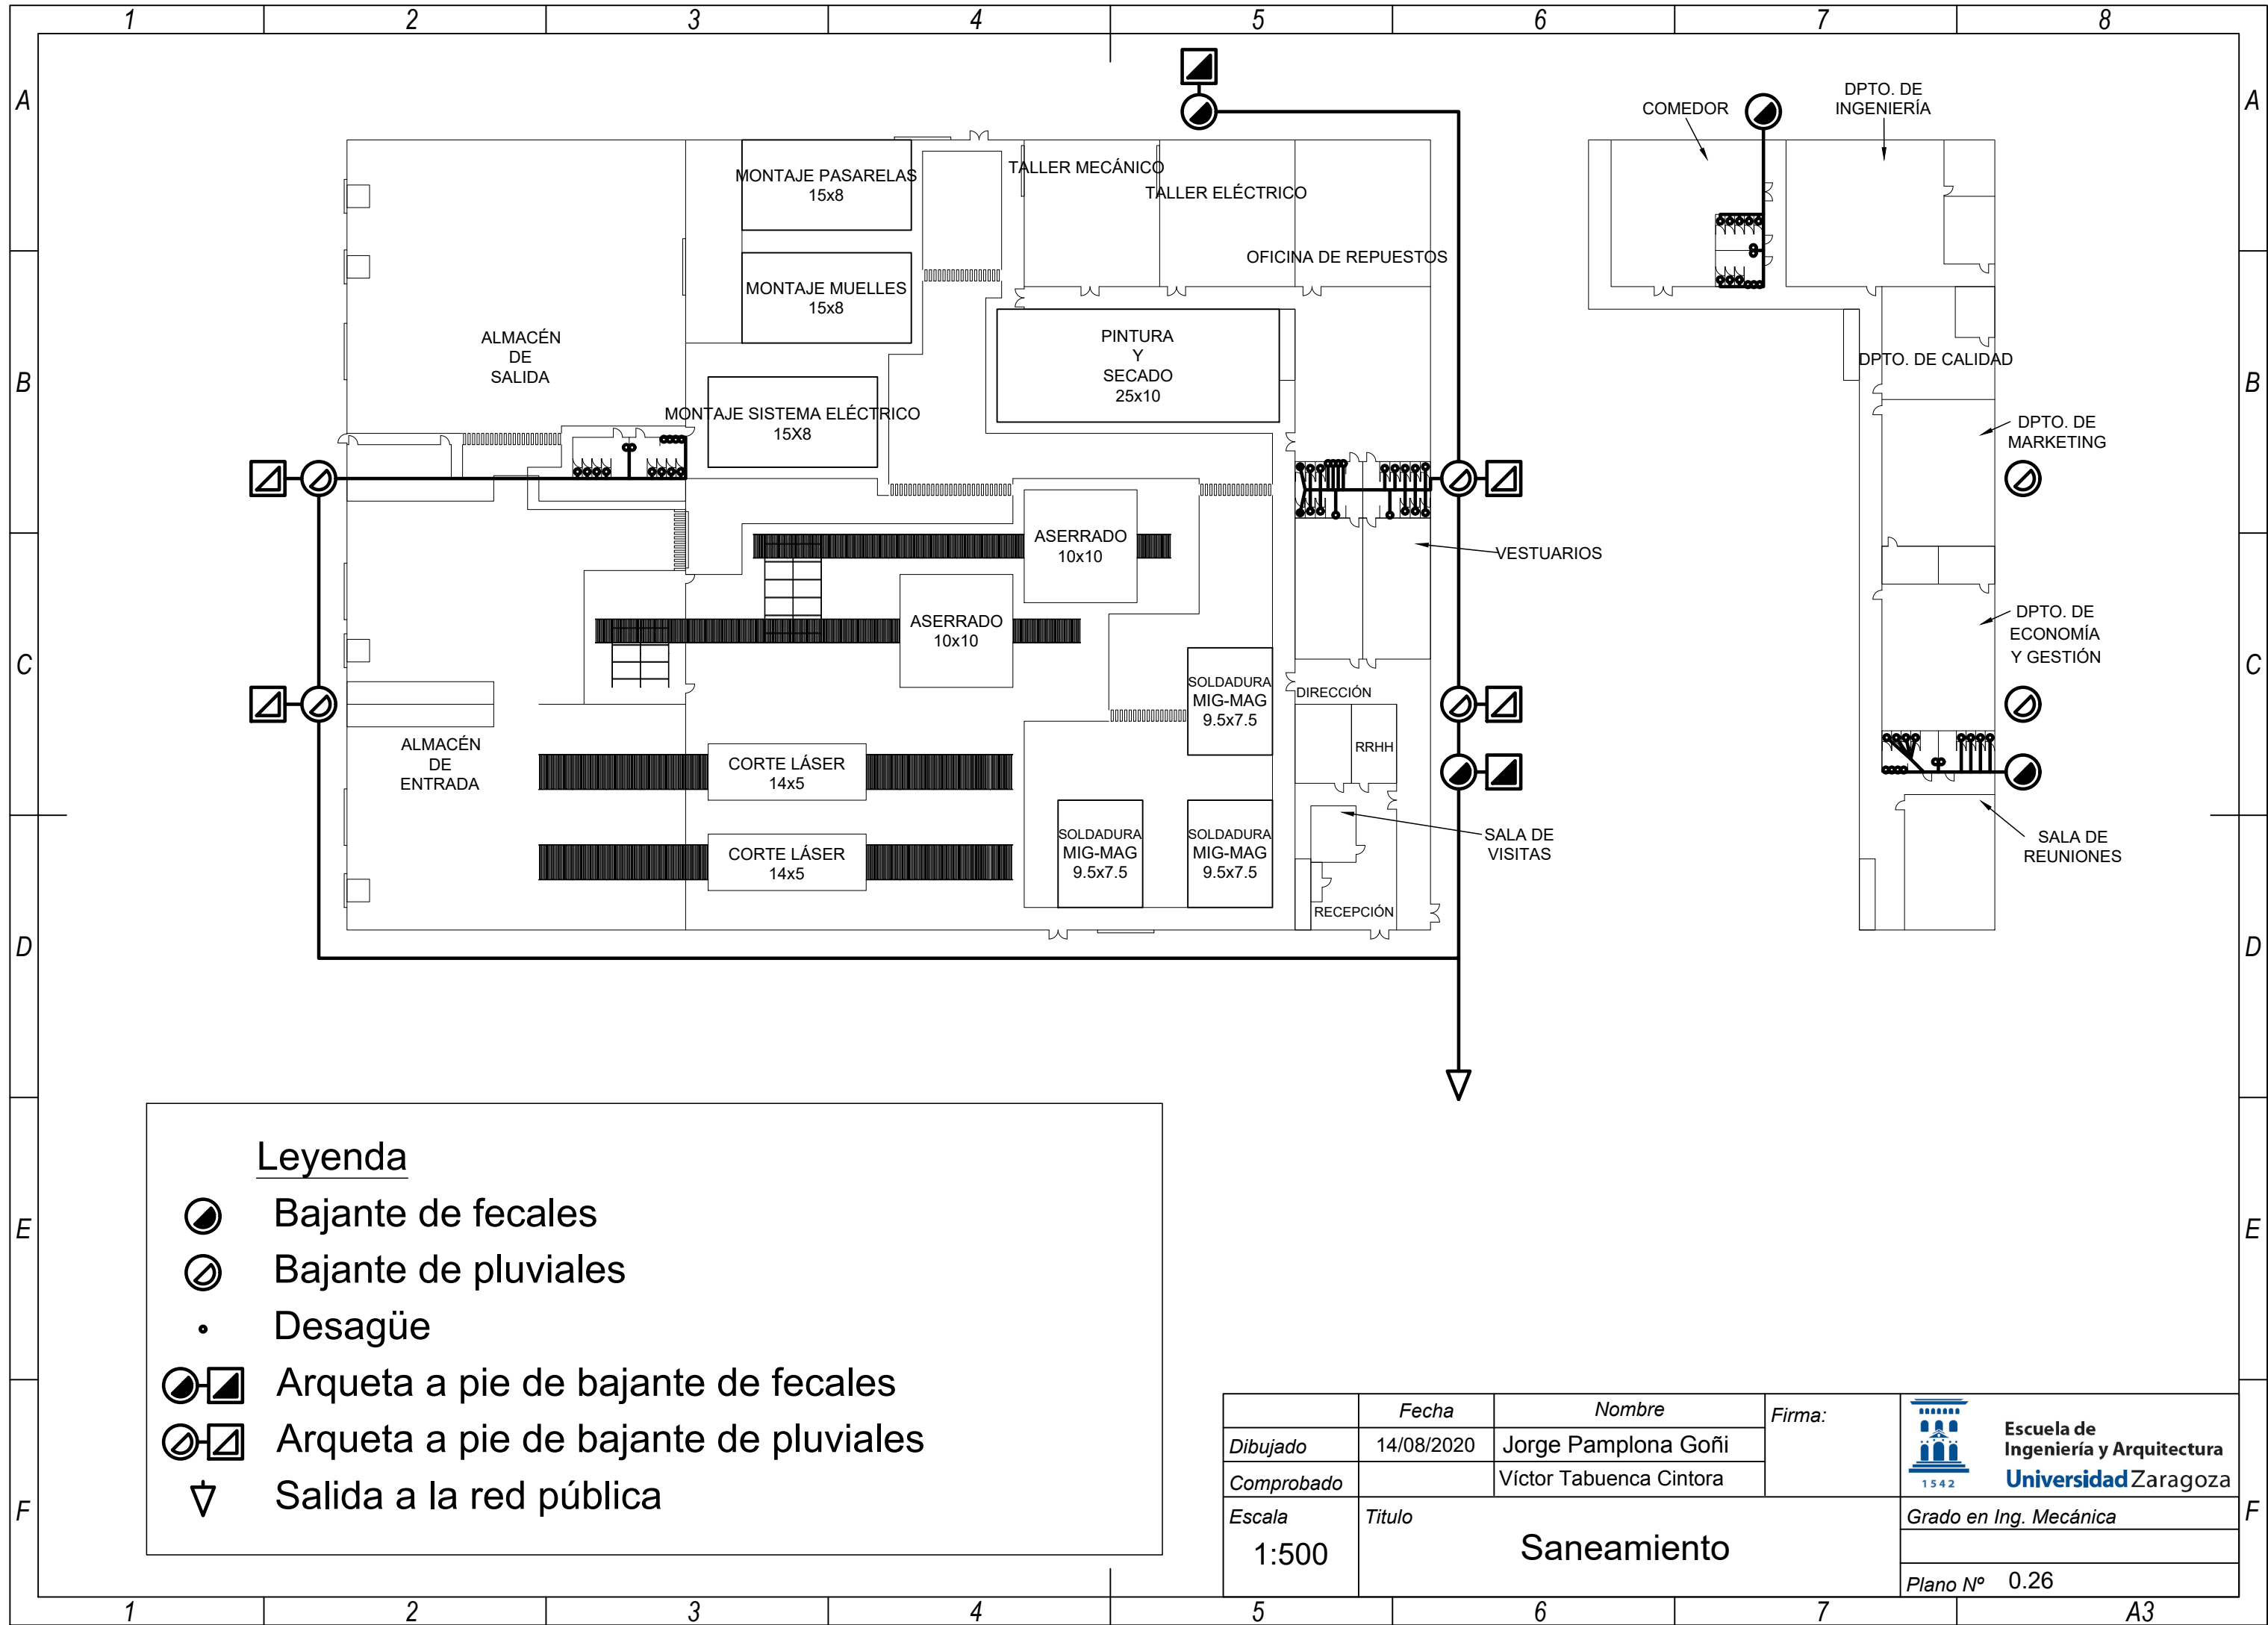 1 2 3 4 5 6 7 8
A
A
COMEDOR
DPTO. DE
INGENIERÍA
MONTAJE PASARELAS
15x8
TALLER MECÁNICO
TALLER ELÉCTRICO
OFICINA DE REPUESTOS
MONTAJE MUELLES
15x8
ALMACÉN
DE
SALIDA
PINTURA
Y
SECADO
25x10
B
B
DPTO. DE CALIDAD
MONTAJE SISTEMA ELÉCTRICO
15X8
DPTO. DE
MARKETING
ASERRADO
10x10
VESTUARIOS
ASERRADO
10x10
DPTO. DE
ECONOMÍA
Y GESTIÓN
C
C
SOLDADURA
MIG-MAG
9.5x7.5
DIRECCIÓN
RRHH
ALMACÉN
DE
ENTRADA
CORTE LÁSER
14x5
CORTE LÁSER
14x5
SOLDADURA
MIG-MAG
9.5x7.5
SOLDADURA
MIG-MAG
9.5x7.5
SALA DE
VISITAS
SALA DE
REUNIONES
RECEPCIÓN
D
D
Leyenda
Bajante de fecales
Bajante de pluviales
Desagüe
Arqueta a pie de bajante de fecales
Arqueta a pie de bajante de pluviales
Salida a la red pública
E
E
Fecha Nombre Firma:
Dibujado 14/08/2020 Jorge Pamplona Goñi
Comprobado Víctor Tabuenca Cintora
1542
Escuela de
Ingeniería y Arquitectura
Universidad Zaragoza
Escala
1:500
Titulo
Saneamiento
Grado en Ing. Mecánica
Plano Nº 0.26
F
F
1 2 3 4 5 6 7 A3